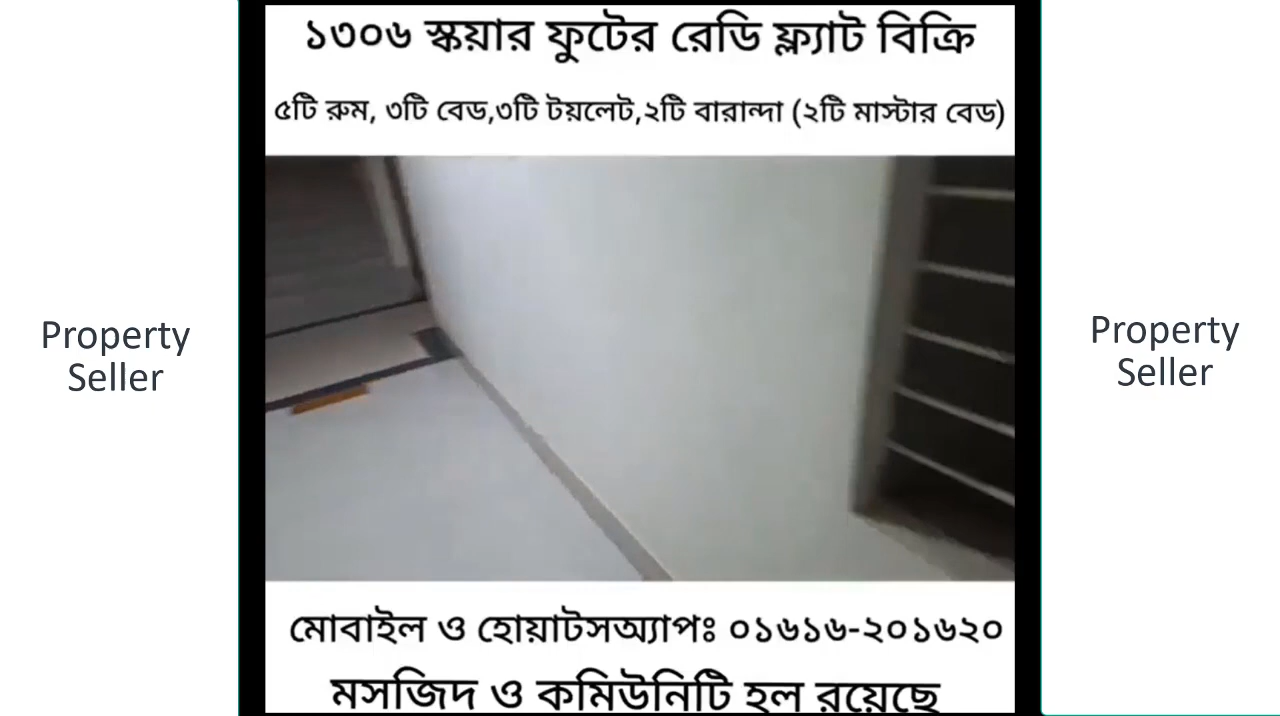 ১৩০৬ স্কয়ার ফুটের রেডি ফ্ল্যাট বিক্রি
৫টি রুম, ৩টি বেড,৩টি টয়লেট,২টি বারান্দা (২টি মাস্টার বেড)
Property
Seller
Property
Seller
মোবাইল ও হোয়াটসঅ্যাপঃ ০১৬১৬-২০১৬২০
মসজিদ ও কমিউনিটি হল রয়েছে